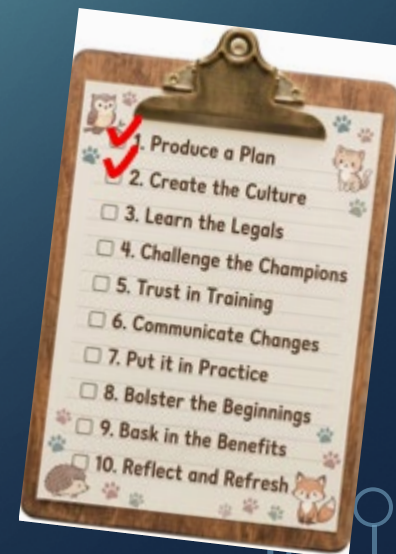 1. Produce a Plan
2. Create the Culture
3. Learn the Legals
4. Challenge the Champions
5. Trust in Training
6. Communicate Changes
7. Put it in Practice
8. Bolster the Beginnings
9. Bask in the Benefits
10. Reflect and Refresh